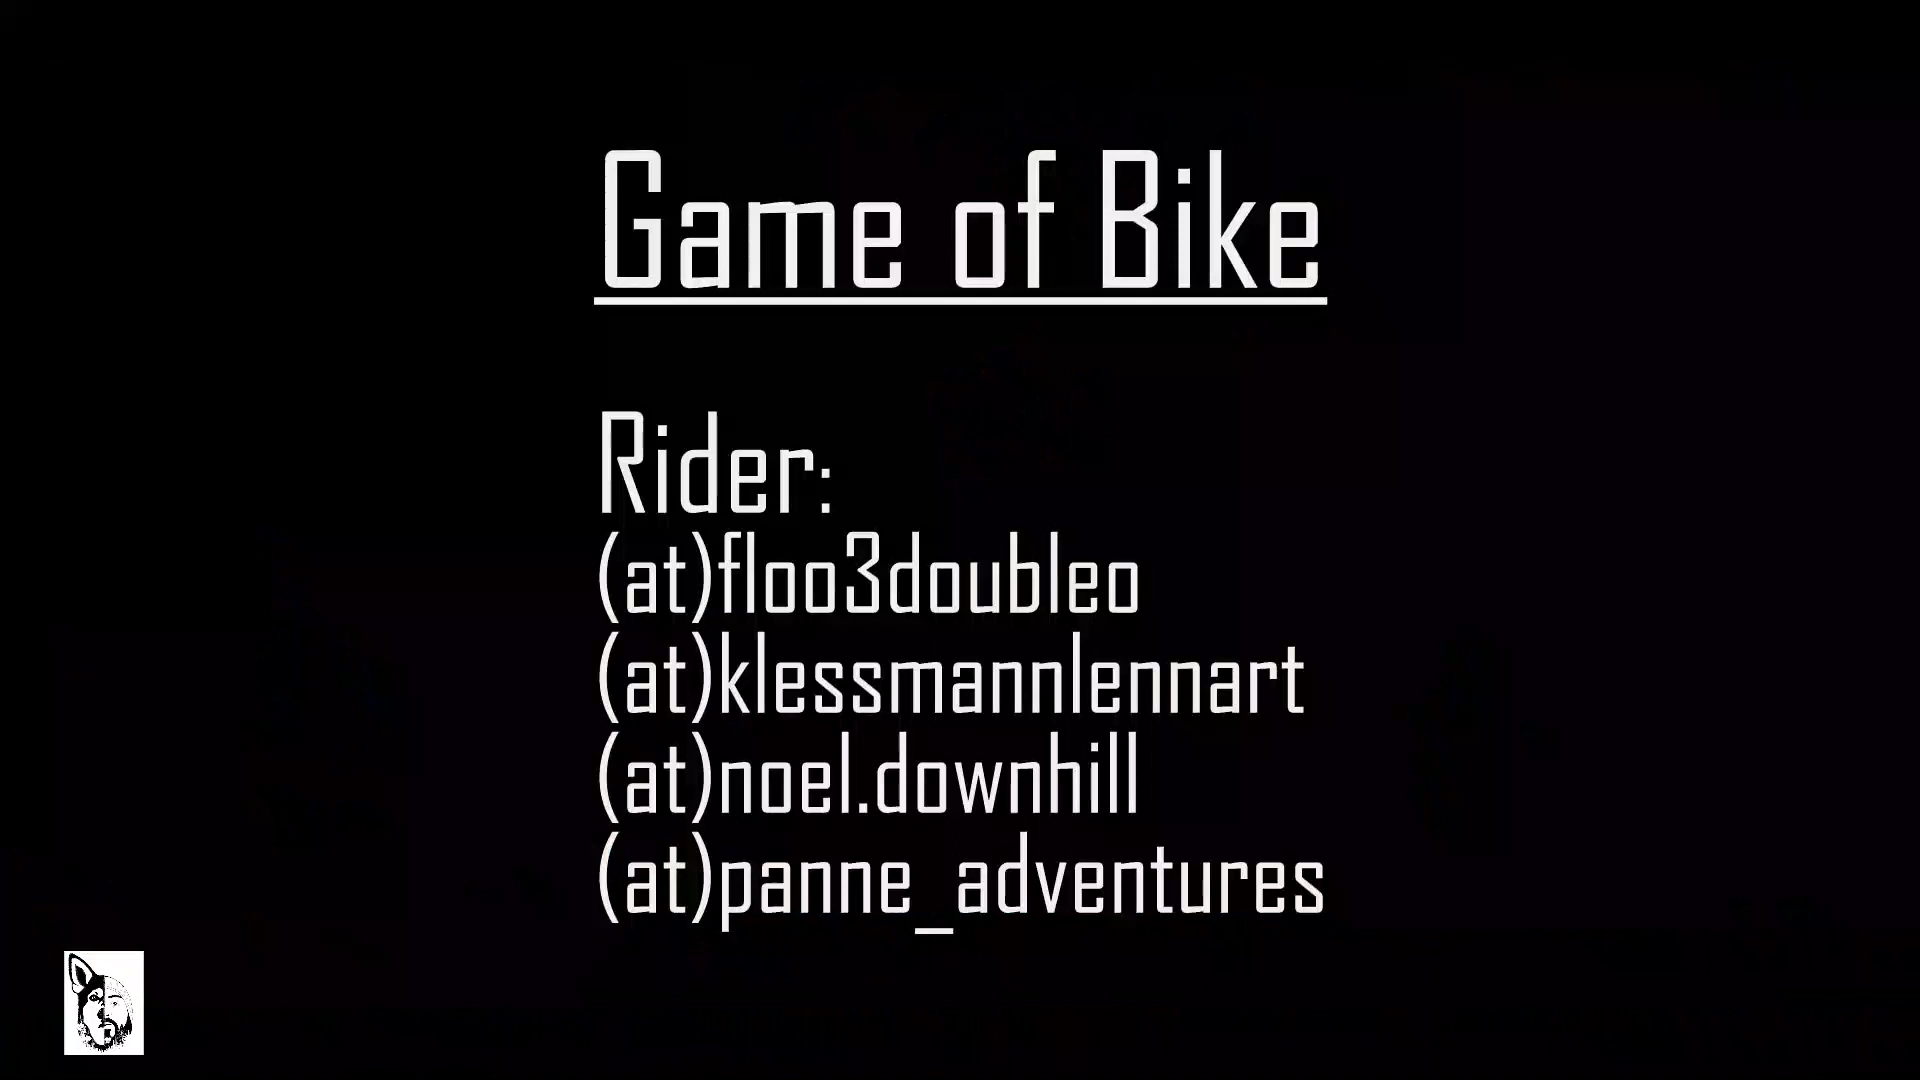 Game of Bike
Rider:
(at)floo3doubleo
(at)klessmannlennart
(at)noel.downhill
(at)panne_adventures